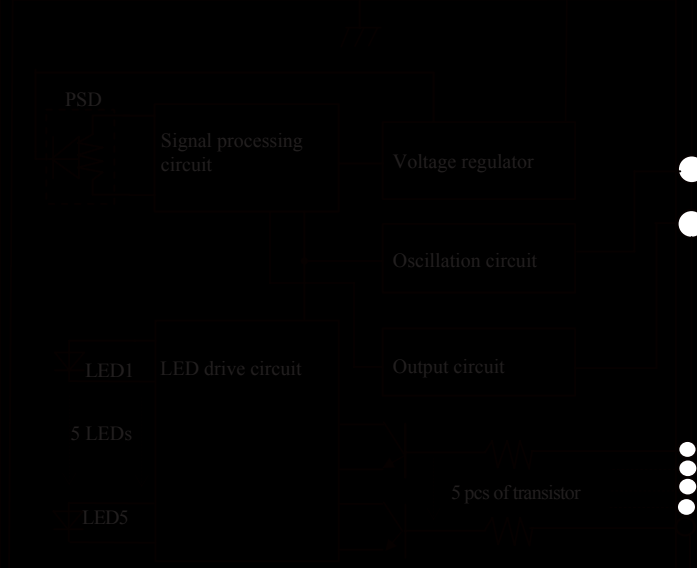 PSD
Signal processing
circuit
Voltage regulator
Oscillation circuit
LED1
LED drive circuit
Output circuit
5 LEDs
5 pcs of transistor
LED5